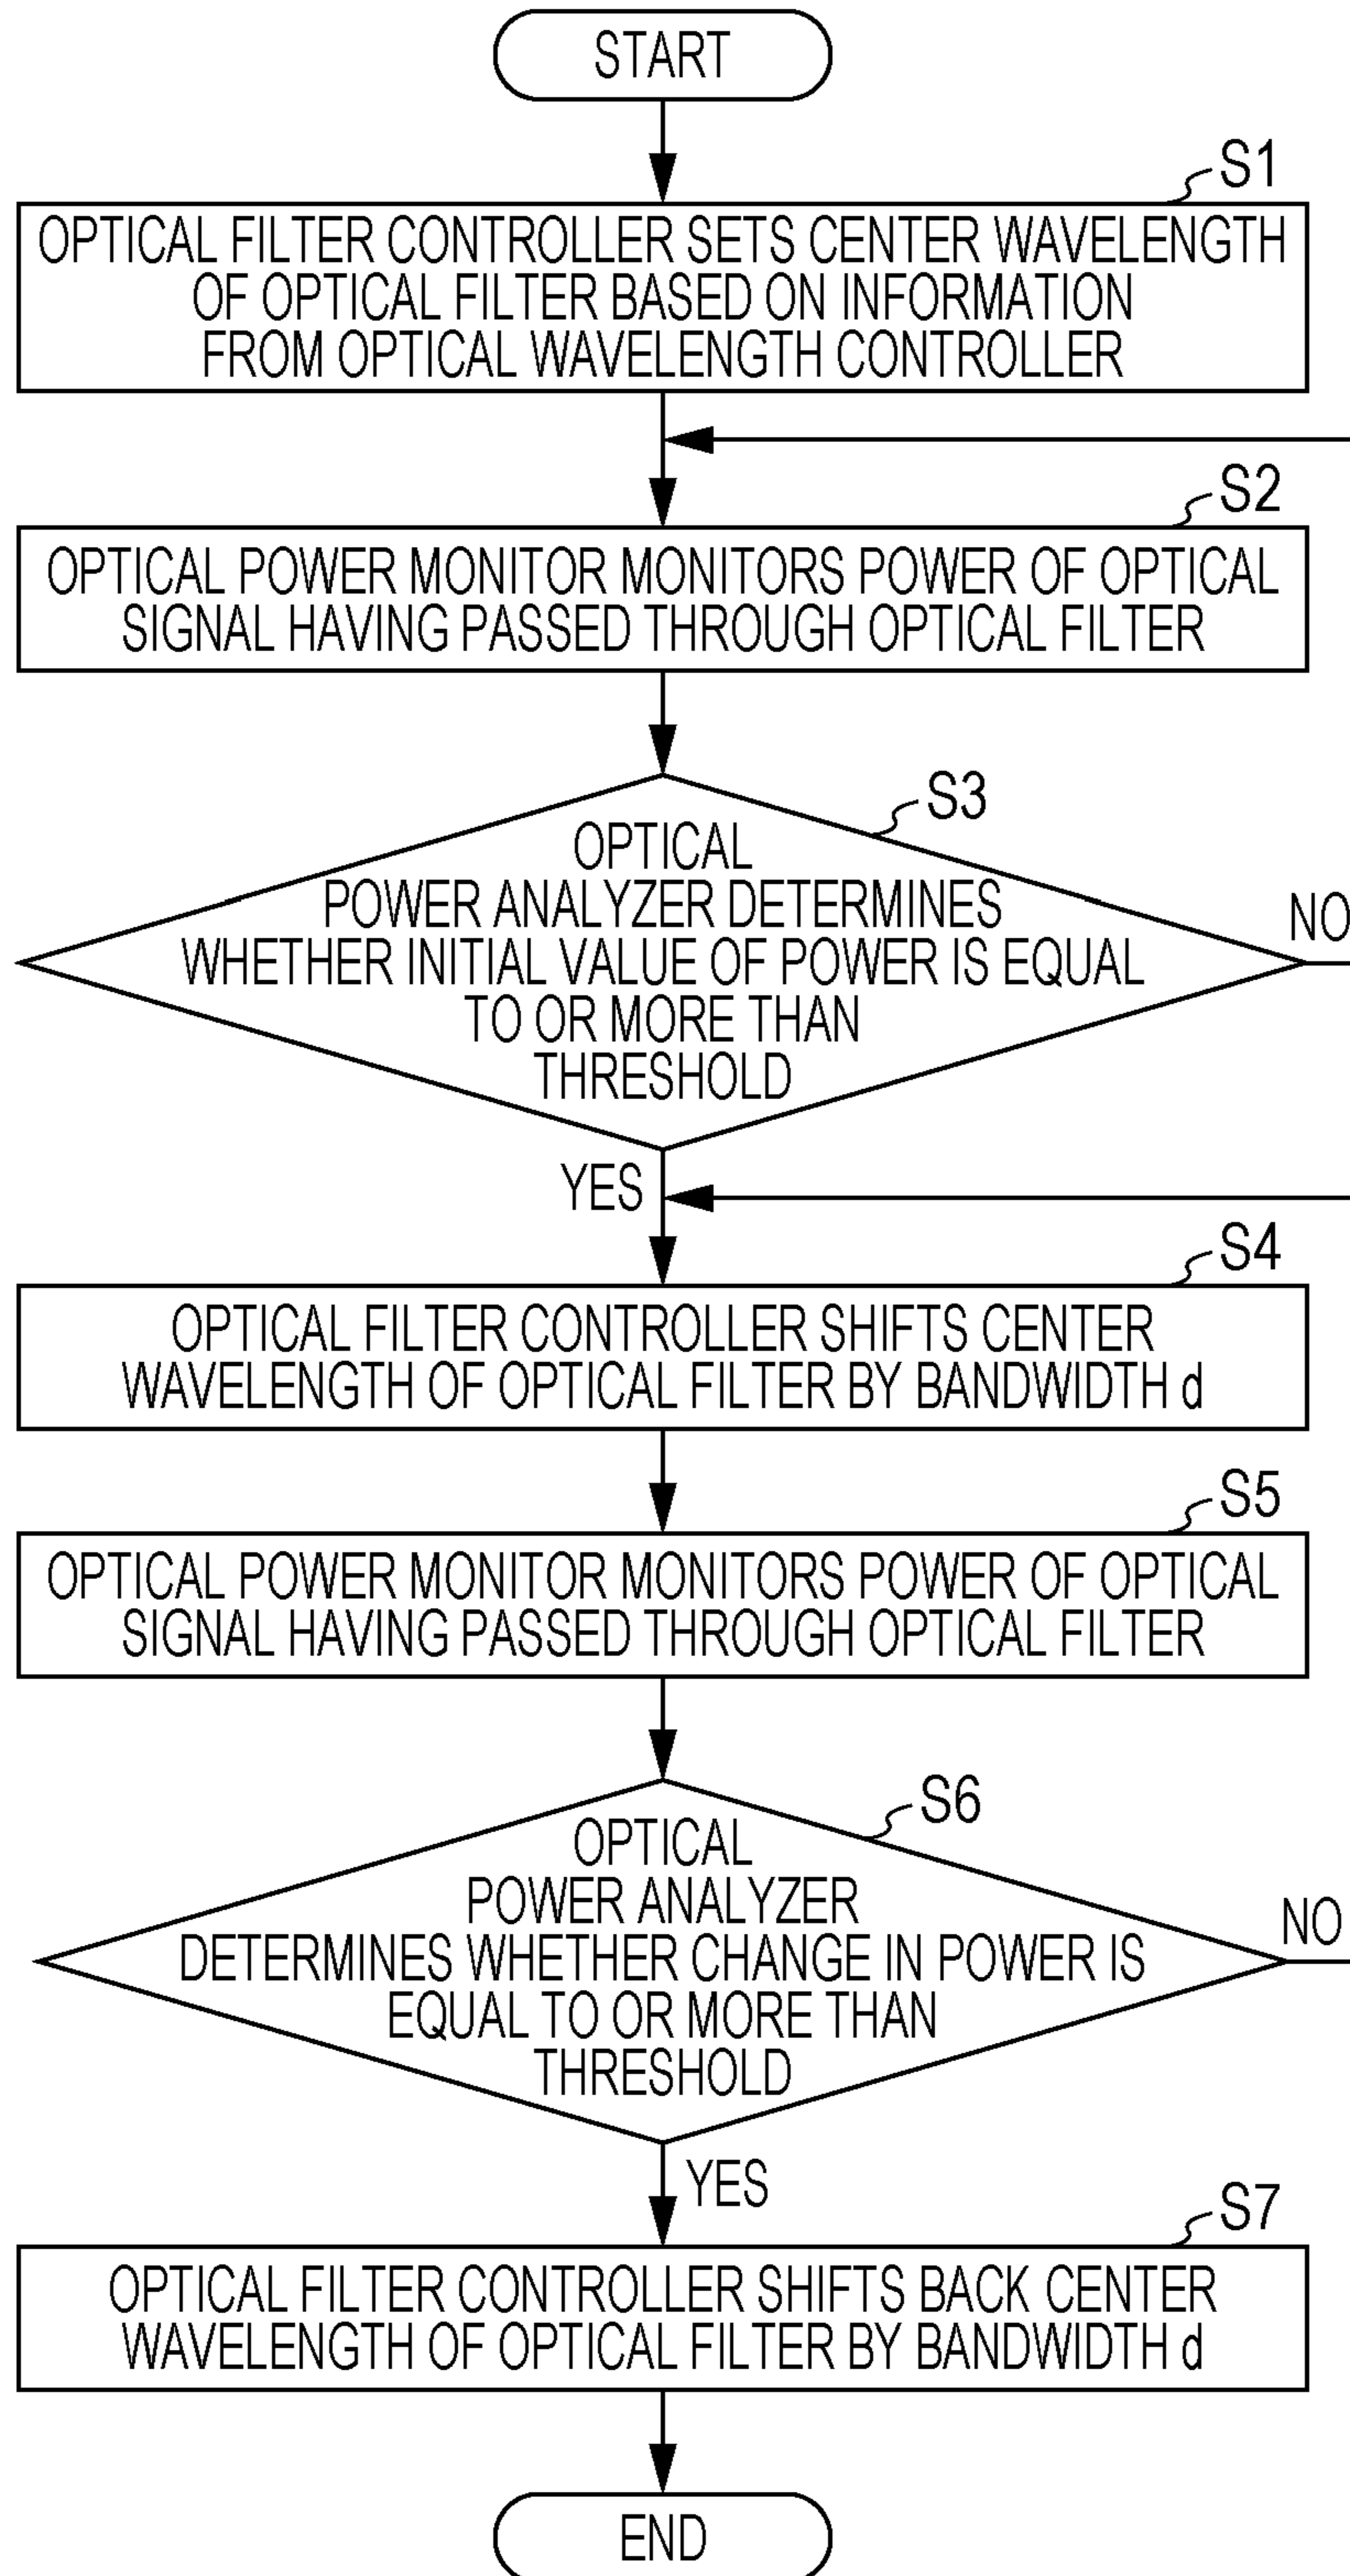 START
S1
OPTICAL FILTER CONTROLLER SETS CENTER WAVELENGTH
OF OPTICAL FILTER BASED ON INFORMATION
FROM OPTICAL WAVELENGTH CONTROLLER
S2
OPTICAL POWER MONITOR MONITORS POWER OF OPTICAL
SIGNAL HAVING PASSED THROUGH OPTICAL FILTER
S3
OPTICAL
POWER ANALYZER DETERMINES
WHETHER INITIAL VALUE OF POWER IS EQUAL
TO OR MORE THAN
THRESHOLD
NO
YES
S4
OPTICAL FILTER CONTROLLER SHIFTS CENTER
WAVELENGTH OF OPTICAL FILTER BY BANDWIDTH d
S5
OPTICAL POWER MONITOR MONITORS POWER OF OPTICAL
SIGNAL HAVING PASSED THROUGH OPTICAL FILTER
S6
OPTICAL
POWER ANALYZER
DETERMINES WHETHER CHANGE IN POWER IS
EQUAL TO OR MORE THAN
THRESHOLD
NO
YES
S7
OPTICAL FILTER CONTROLLER SHIFTS BACK CENTER
WAVELENGTH OF OPTICAL FILTER BY BANDWIDTH d
END